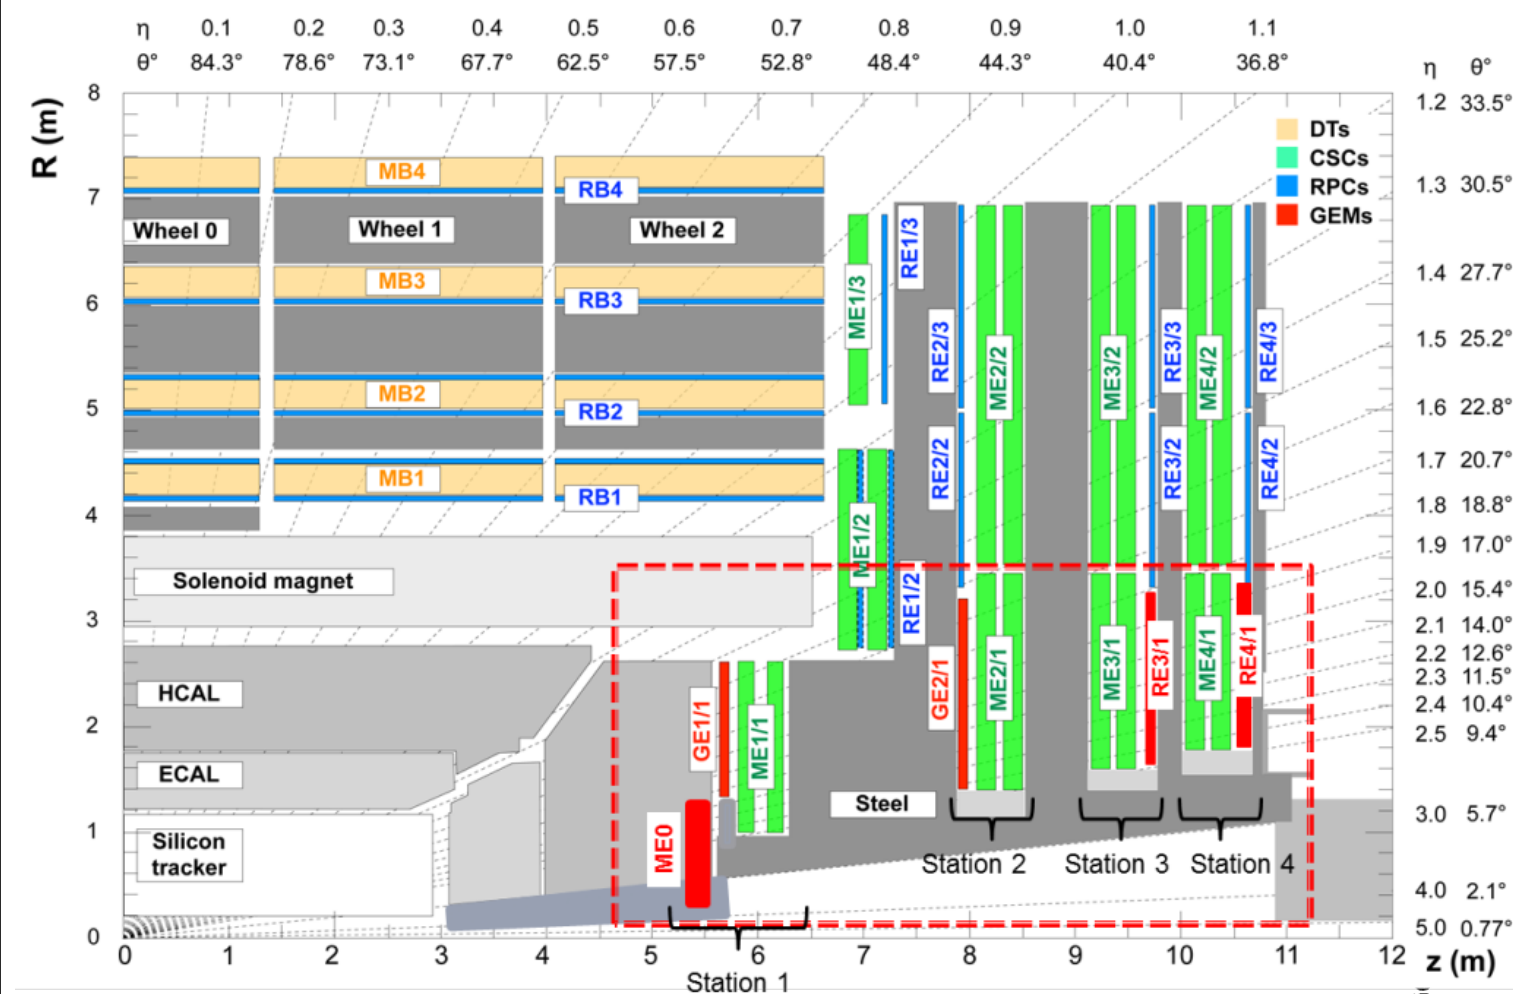 η 0.1 0.2 0.3 0.4 0.5 0.6 0.7 0.8 0.9 1.0 1.1
θ° 84.3° 78.6° 73.1° 67.7° 62.5° 57.5° 52.8° 48.4° 44.3° 40.4° 36.8°
η θ°
1.2 33.5°
1.3 30.5°
1.4 27.7°
1.5 25.2°
1.6 22.8°
1.7 20.7°
1.8 18.8°
1.9 17.0°
2.0 15.4°
2.1 14.0°
2.2 12.6°
2.3 11.5°
2.4 10.4°
2.5 9.4°
3.0 5.7°
4.0 2.1°
5.0 0.77°
R (m)
8
7
6
5
4
3
2
1
0
DTs
CSCs
RPCs
GEMs
MB4
RB4
Wheel 0
Wheel 1
Wheel 2
MB3
RB3
MB2
RB2
MB1
RB1
Solenoid magnet
HCAL
ECAL
Silicon
tracker
Steel
ME1/3
RE1/3
RE2/3
ME2/2
ME3/2
RE3/3
ME4/2
RE4/3
RE2/2
RE3/2
RE4/2
ME1/2
RE1/2
GE1/1
ME1/1
GE2/1
ME2/1
ME3/1
RE3/1
ME4/1
RE4/1
ME0
Station 2
Station 3
Station 4
0 1 2 3 4 5 6 7 8 9 10 11 12
z (m)
Station 1